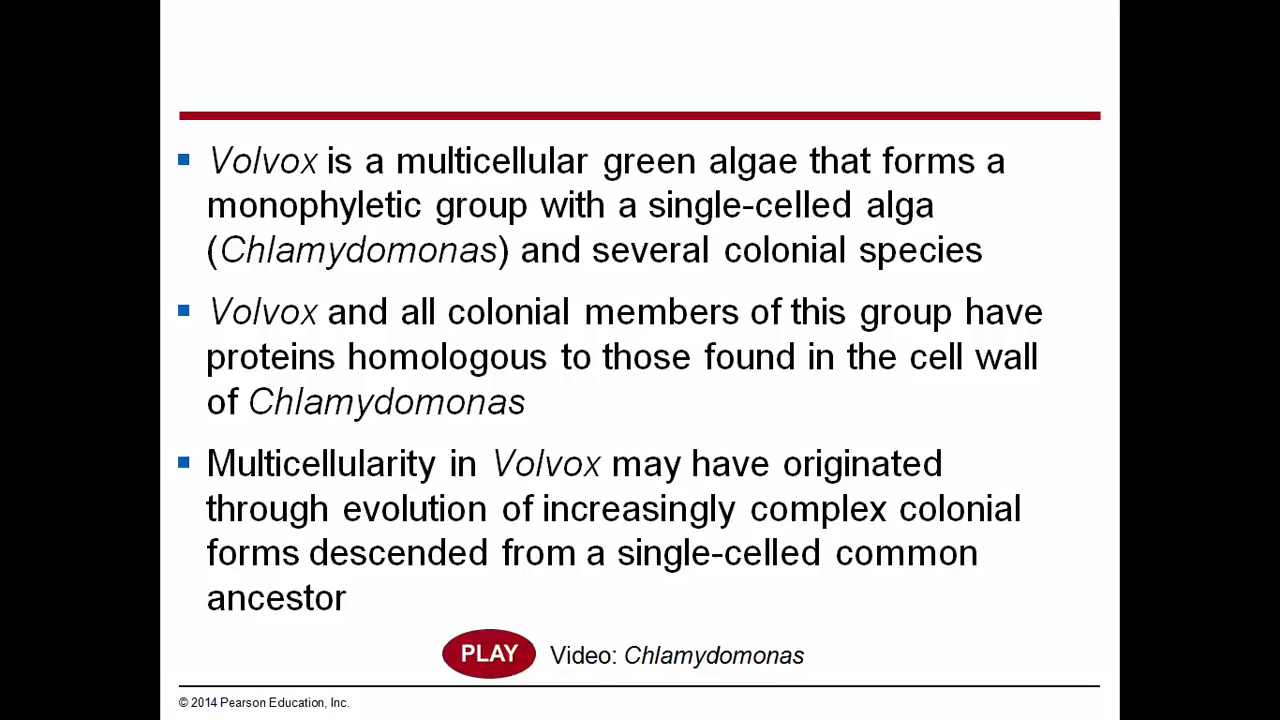 Volvox is a multicellular green algae that forms a
monophyletic group with a single-celled alga
(Chlamydomonas) and several colonial species
Volvox and all colonial members of this group have
proteins homologous to those found in the cell wall
of Chlamydomonas
Multicellularity in Volvox may have originated
through evolution of increasingly complex colonial
forms descended from a single-celled common
ancestor
PLAY Video: Chlamydomonas
© 2014 Pearson Education, Inc.